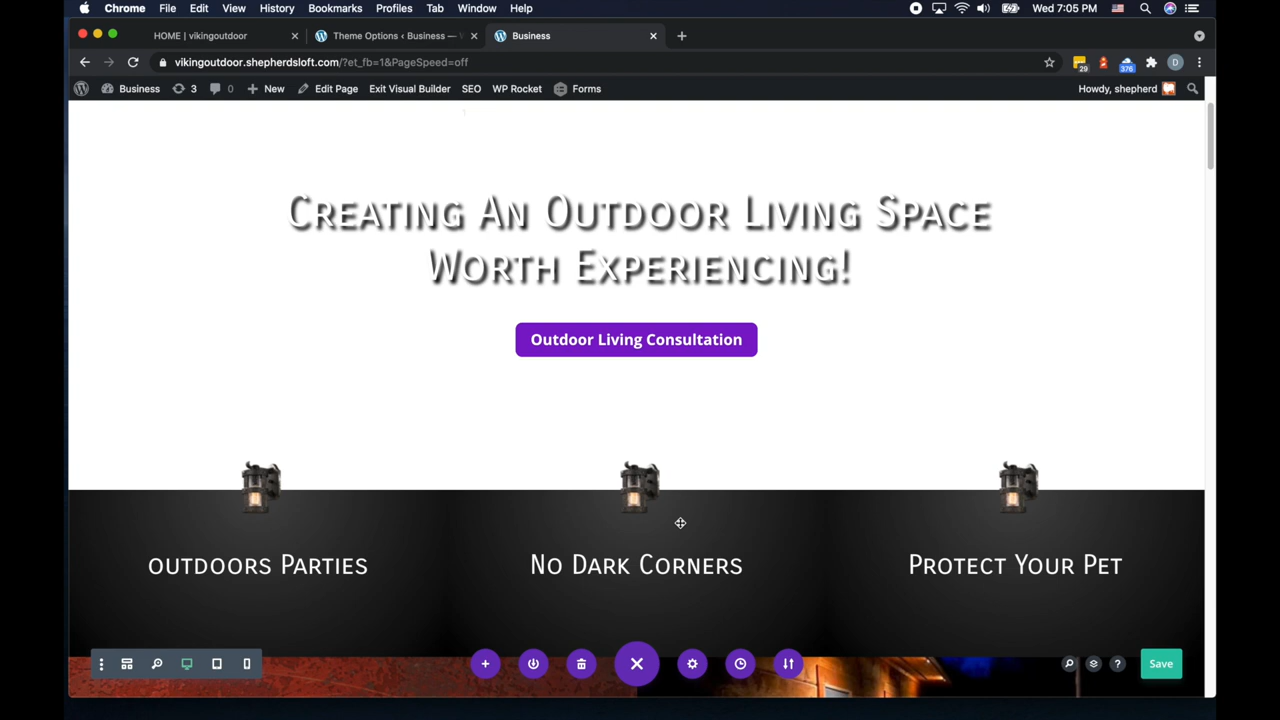 Chrome File Edit View History Bookmarks Profiles Tab Window Help Wed 7:05 PM
HOME | vikingoutdoor Theme Options ‹ Business — Business
vikingoutdoor.shepherdsloft.com/?et_fb=1&PageSpeed=off 29 376 D
Business 3 0 New Edit Page Exit Visual Builder SEO WP Rocket Forms Howdy, shepherd
Creating An Outdoor Living Space
Worth Experiencing!
Outdoor Living Consultation
outdoors Parties No Dark Corners Protect Your Pet
? Save